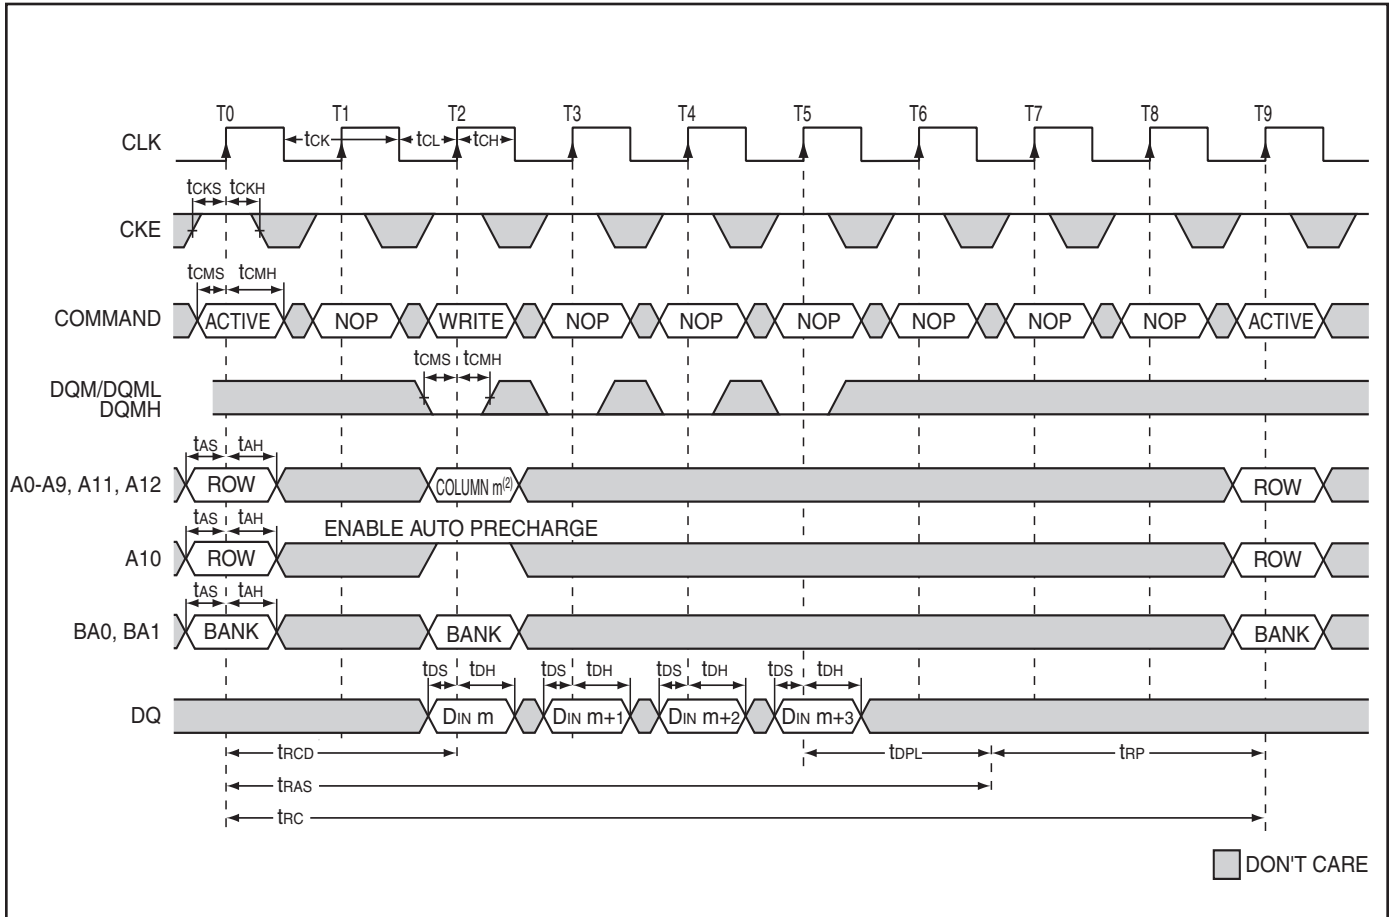 T0 T1 T2 T3 T4 T5 T6 T7 T8 T9
CLK tCK tCL tCH
tCKS tCKH
CKE
tCMS tCMH
COMMAND ACTIVE NOP WRITE NOP NOP NOP NOP NOP NOP ACTIVE
tCMS tCMH
DQM/DQML
DQMH
tAS tAH
A0-A9, A11, A12 ROW COLUMN m(2) ROW
tAS tAH ENABLE AUTO PRECHARGE
A10 ROW ROW
tAS tAH
BA0, BA1 BANK BANK BANK
tDS tDH tDS tDH tDS tDH tDS tDH
DQ DIN m DIN m+1 DIN m+2 DIN m+3
tRCD tDPL tRP
tRAS
tRC
DON'T CARE